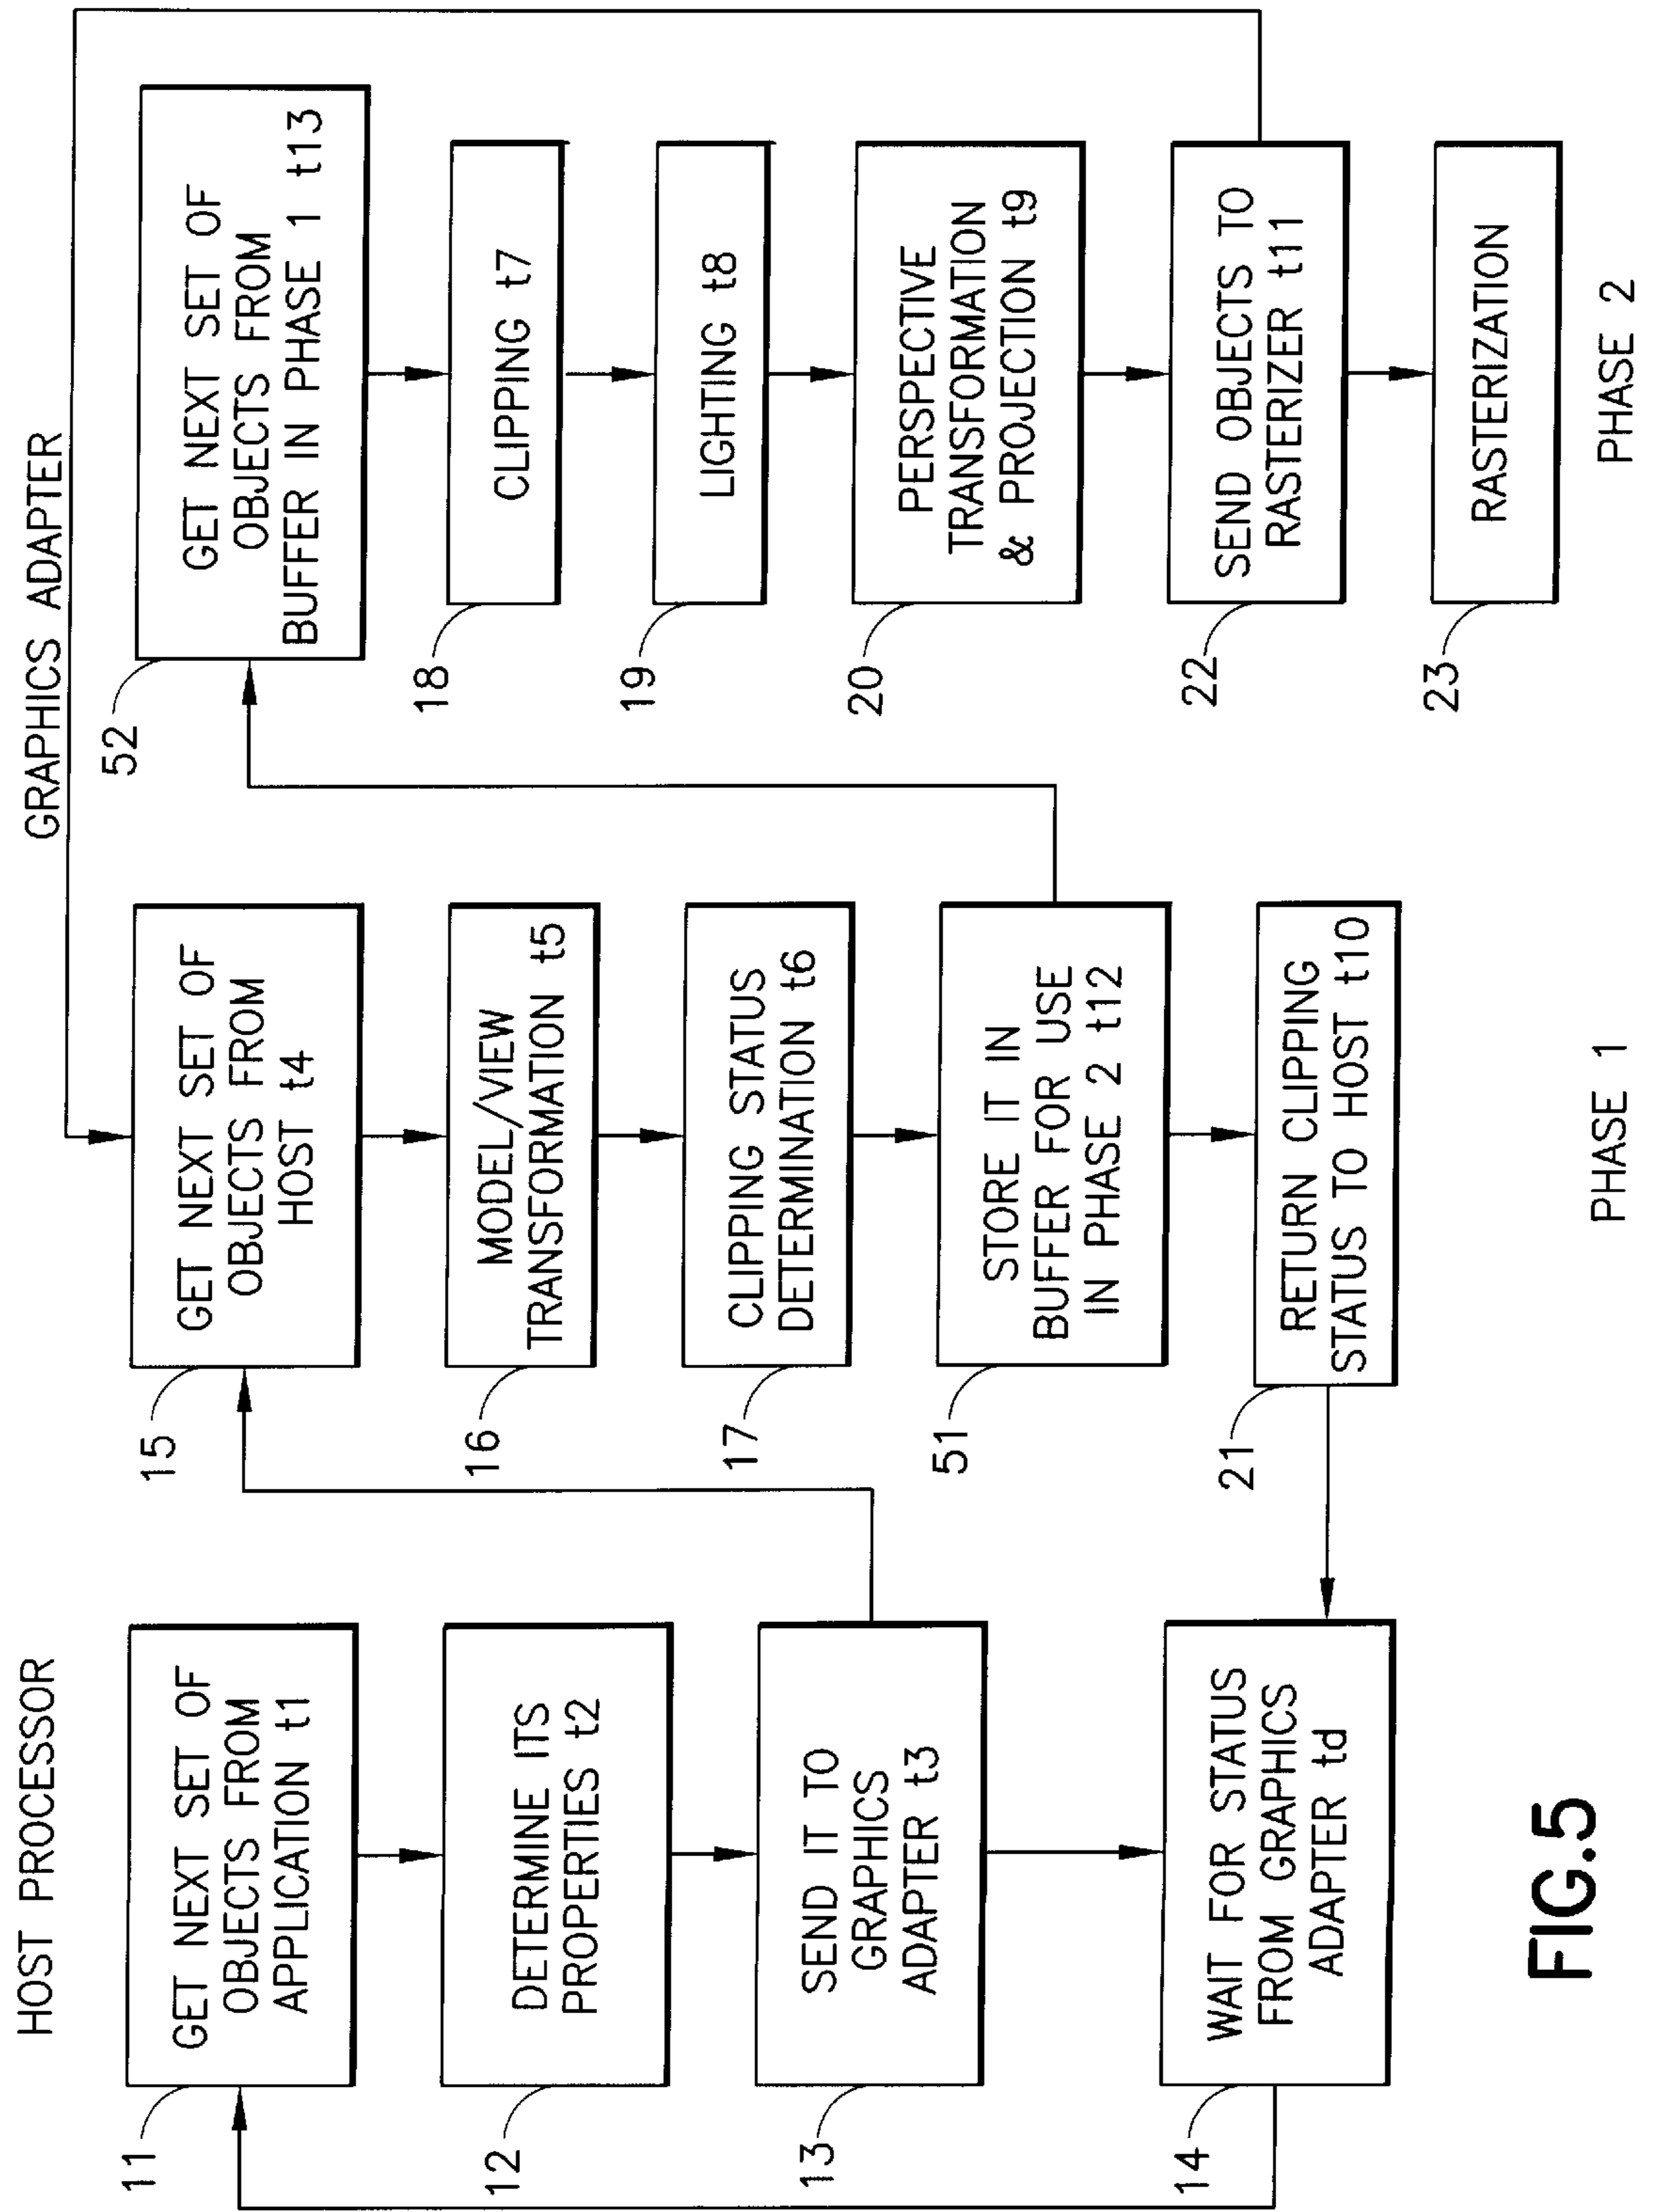 HOST PROCESSOR
GRAPHICS ADAPTER
11
GET NEXT SET OF
OBJECTS FROM
APPLICATION t1
12
DETERMINE ITS
PROPERTIES t2
13
SEND IT TO
GRAPHICS
ADAPTER t3
14
WAIT FOR STATUS
FROM GRAPHICS
ADAPTER td
15
GET NEXT SET OF
OBJECTS FROM
HOST t4
16
MODEL/VIEW
TRANSFORMATION t5
17
CLIPPING STATUS
DETERMINATION t6
51
STORE IT IN
BUFFER FOR USE
IN PHASE 2 t12
21
RETURN CLIPPING
STATUS TO HOST t10
PHASE 1
52
GET NEXT SET OF
OBJECTS FROM
BUFFER IN PHASE 1 t13
18
CLIPPING t7
19
LIGHTING t8
20
PERSPECTIVE
TRANSFORMATION
& PROJECTION t9
22
SEND OBJECTS TO
RASTERIZER t11
23
RASTERIZATION
PHASE 2
FIG.5